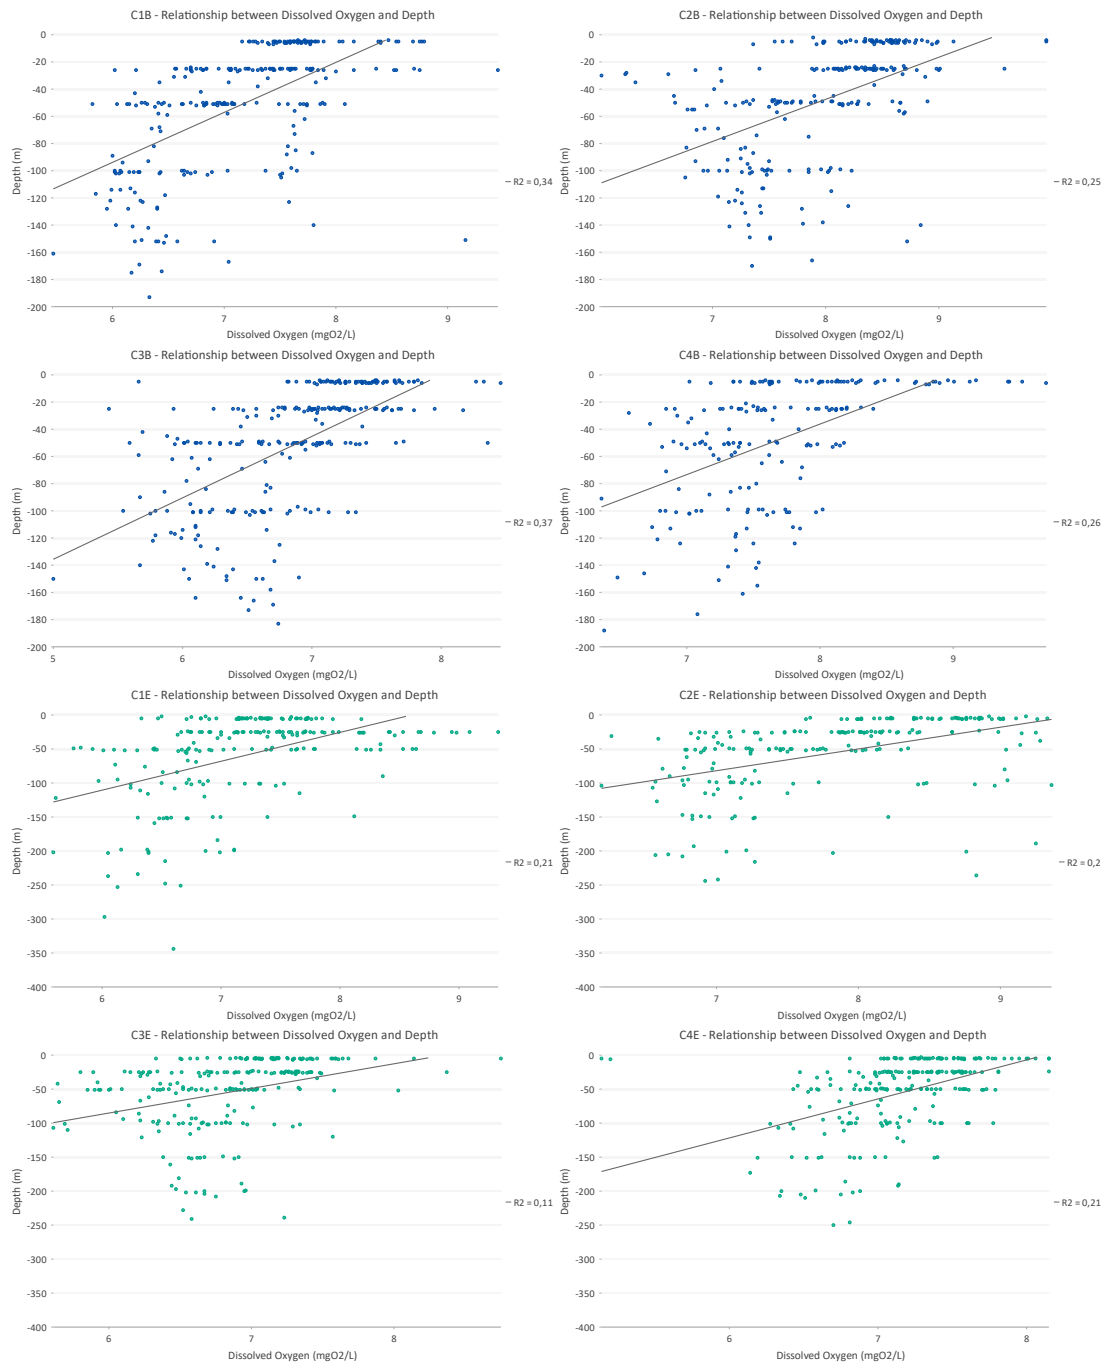 C1B - Relationship between Dissolved Oxygen and Depth
0
-20
-40
-60
-80
-100
-120
-140
-160
-180
-200
Depth (m)
6 7 8 9
Dissolved Oxygen (mgO2/L)
R2 = 0,34
C2B - Relationship between Dissolved Oxygen and Depth
0
-20
-40
-60
-80
-100
-120
-140
-160
-180
-200
Depth (m)
7 8 9
Dissolved Oxygen (mgO2/L)
R2 = 0,25
C3B - Relationship between Dissolved Oxygen and Depth
0
-20
-40
-60
-80
-100
-120
-140
-160
-180
-200
Depth (m)
5 6 7 8
Dissolved Oxygen (mgO2/L)
R2 = 0,37
C4B - Relationship between Dissolved Oxygen and Depth
0
-20
-40
-60
-80
-100
-120
-140
-160
-180
-200
Depth (m)
7 8 9
Dissolved Oxygen (mgO2/L)
R2 = 0,26
C1E - Relationship between Dissolved Oxygen and Depth
0
-50
-100
-150
-200
-250
-300
-350
-400
Depth (m)
6 7 8 9
Dissolved Oxygen (mgO2/L)
R2 = 0,21
C2E - Relationship between Dissolved Oxygen and Depth
0
-50
-100
-150
-200
-250
-300
-350
-400
Depth (m)
7 8 9
Dissolved Oxygen (mgO2/L)
R2 = 0,2
C3E - Relationship between Dissolved Oxygen and Depth
0
-50
-100
-150
-200
-250
-300
-350
-400
Depth (m)
6 7 8
Dissolved Oxygen (mgO2/L)
R2 = 0,11
C4E - Relationship between Dissolved Oxygen and Depth
0
-50
-100
-150
-200
-250
-300
-350
-400
Depth (m)
6 7 8
Dissolved Oxygen (mgO2/L)
R2 = 0,21